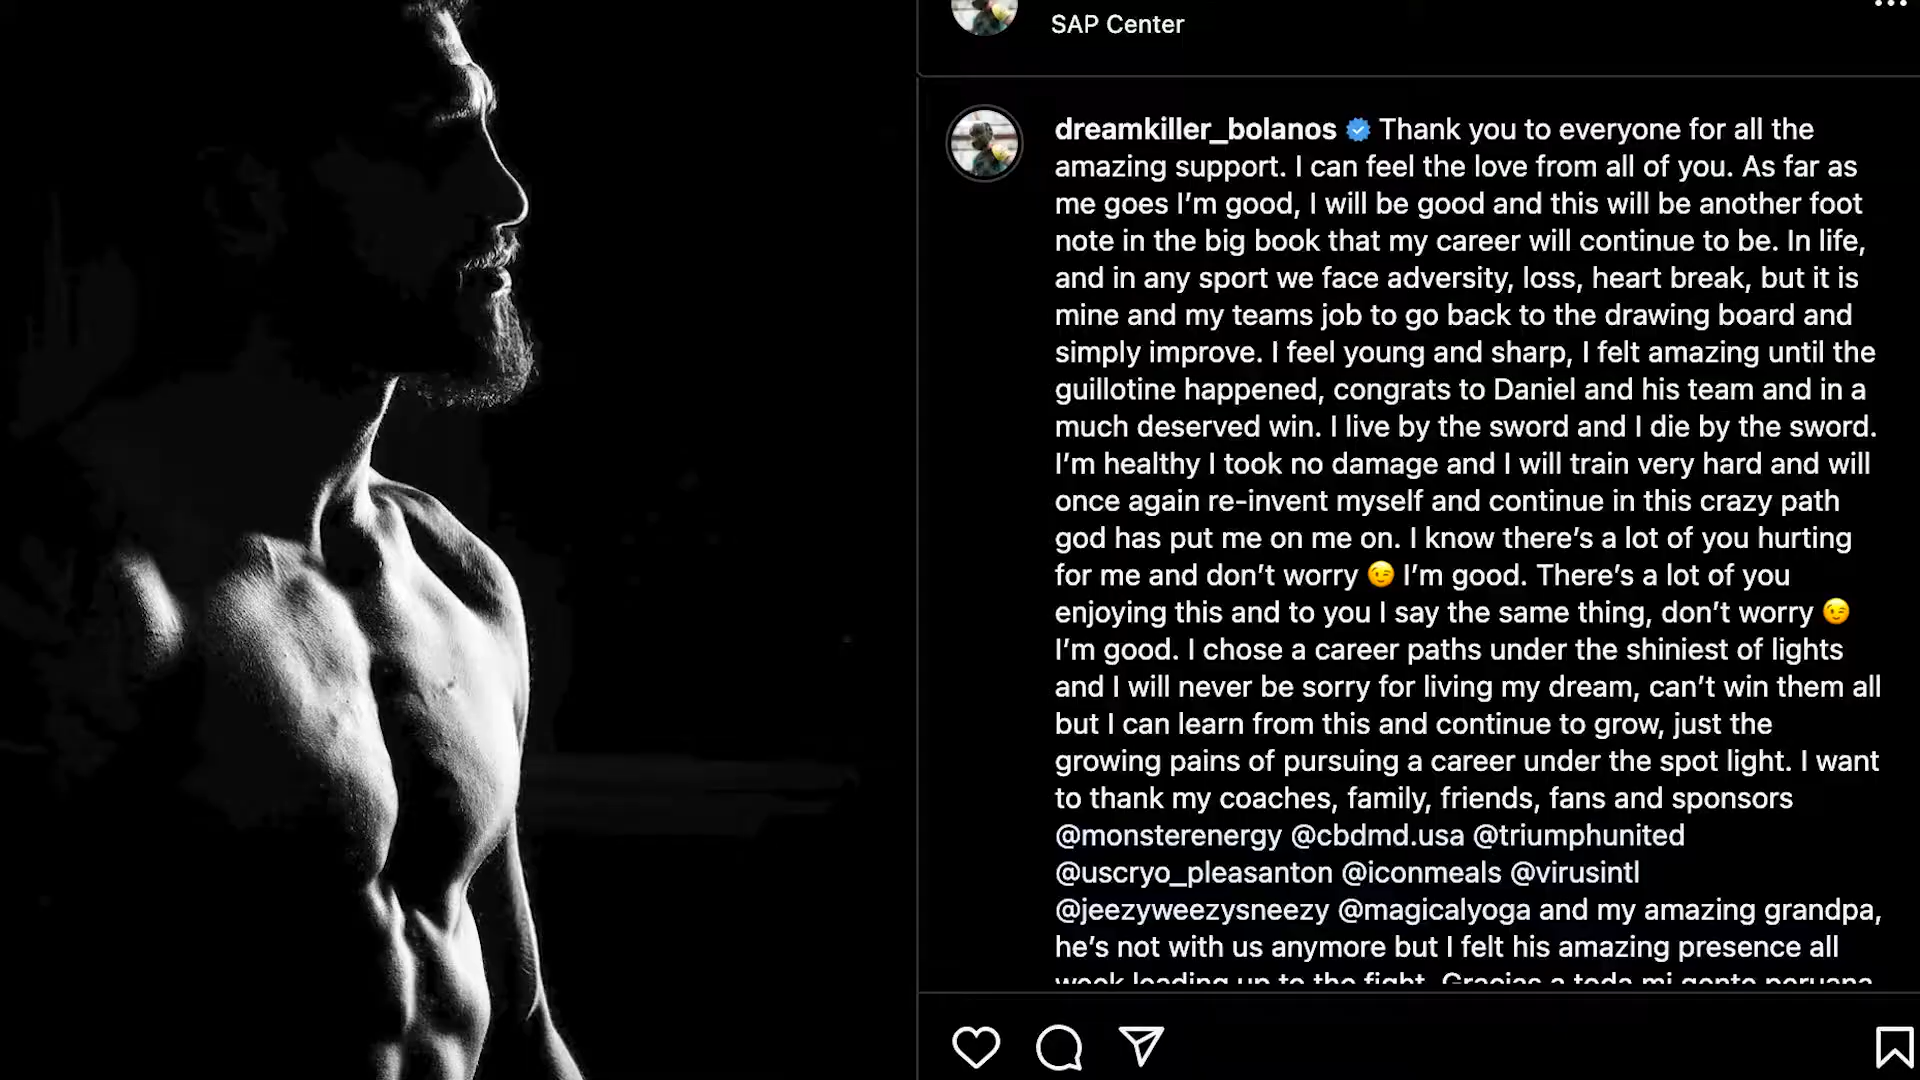 SAP Center
dreamkiller_bolanos Thank you to everyone for all the
amazing support. I can feel the love from all of you. As far as
me goes I'm good, I will be good and this will be another foot
note in the big book that my career will continue to be. In life,
and in any sport we face adversity, loss, heart break, but it is
mine and my teams job to go back to the drawing board and
simply improve. I feel young and sharp, I felt amazing until the
guillotine happened, congrats to Daniel and his team and in a
much deserved win. I live by the sword and I die by the sword.
I'm healthy I took no damage and I will train very hard and will
once again re-invent myself and continue in this crazy path
god has put me on me on. I know there's a lot of you hurting
for me and don't worry 😉 I'm good. There's a lot of you
enjoying this and to you I say the same thing, don't worry 😉
I'm good. I chose a career paths under the shiniest of lights
and I will never be sorry for living my dream, can't win them all
but I can learn from this and continue to grow, just the
growing pains of pursuing a career under the spot light. I want
to thank my coaches, family, friends, fans and sponsors
@monsterenergy @cbdmd.usa @triumphunited
@uscryo_pleasanton @iconmeals @virusintl
@jeezyweezysneezy @magicalyoga and my amazing grandpa,
he's not with us anymore but I felt his amazing presence all
week leading up to the fight. Gracias a toda mi gente peruana